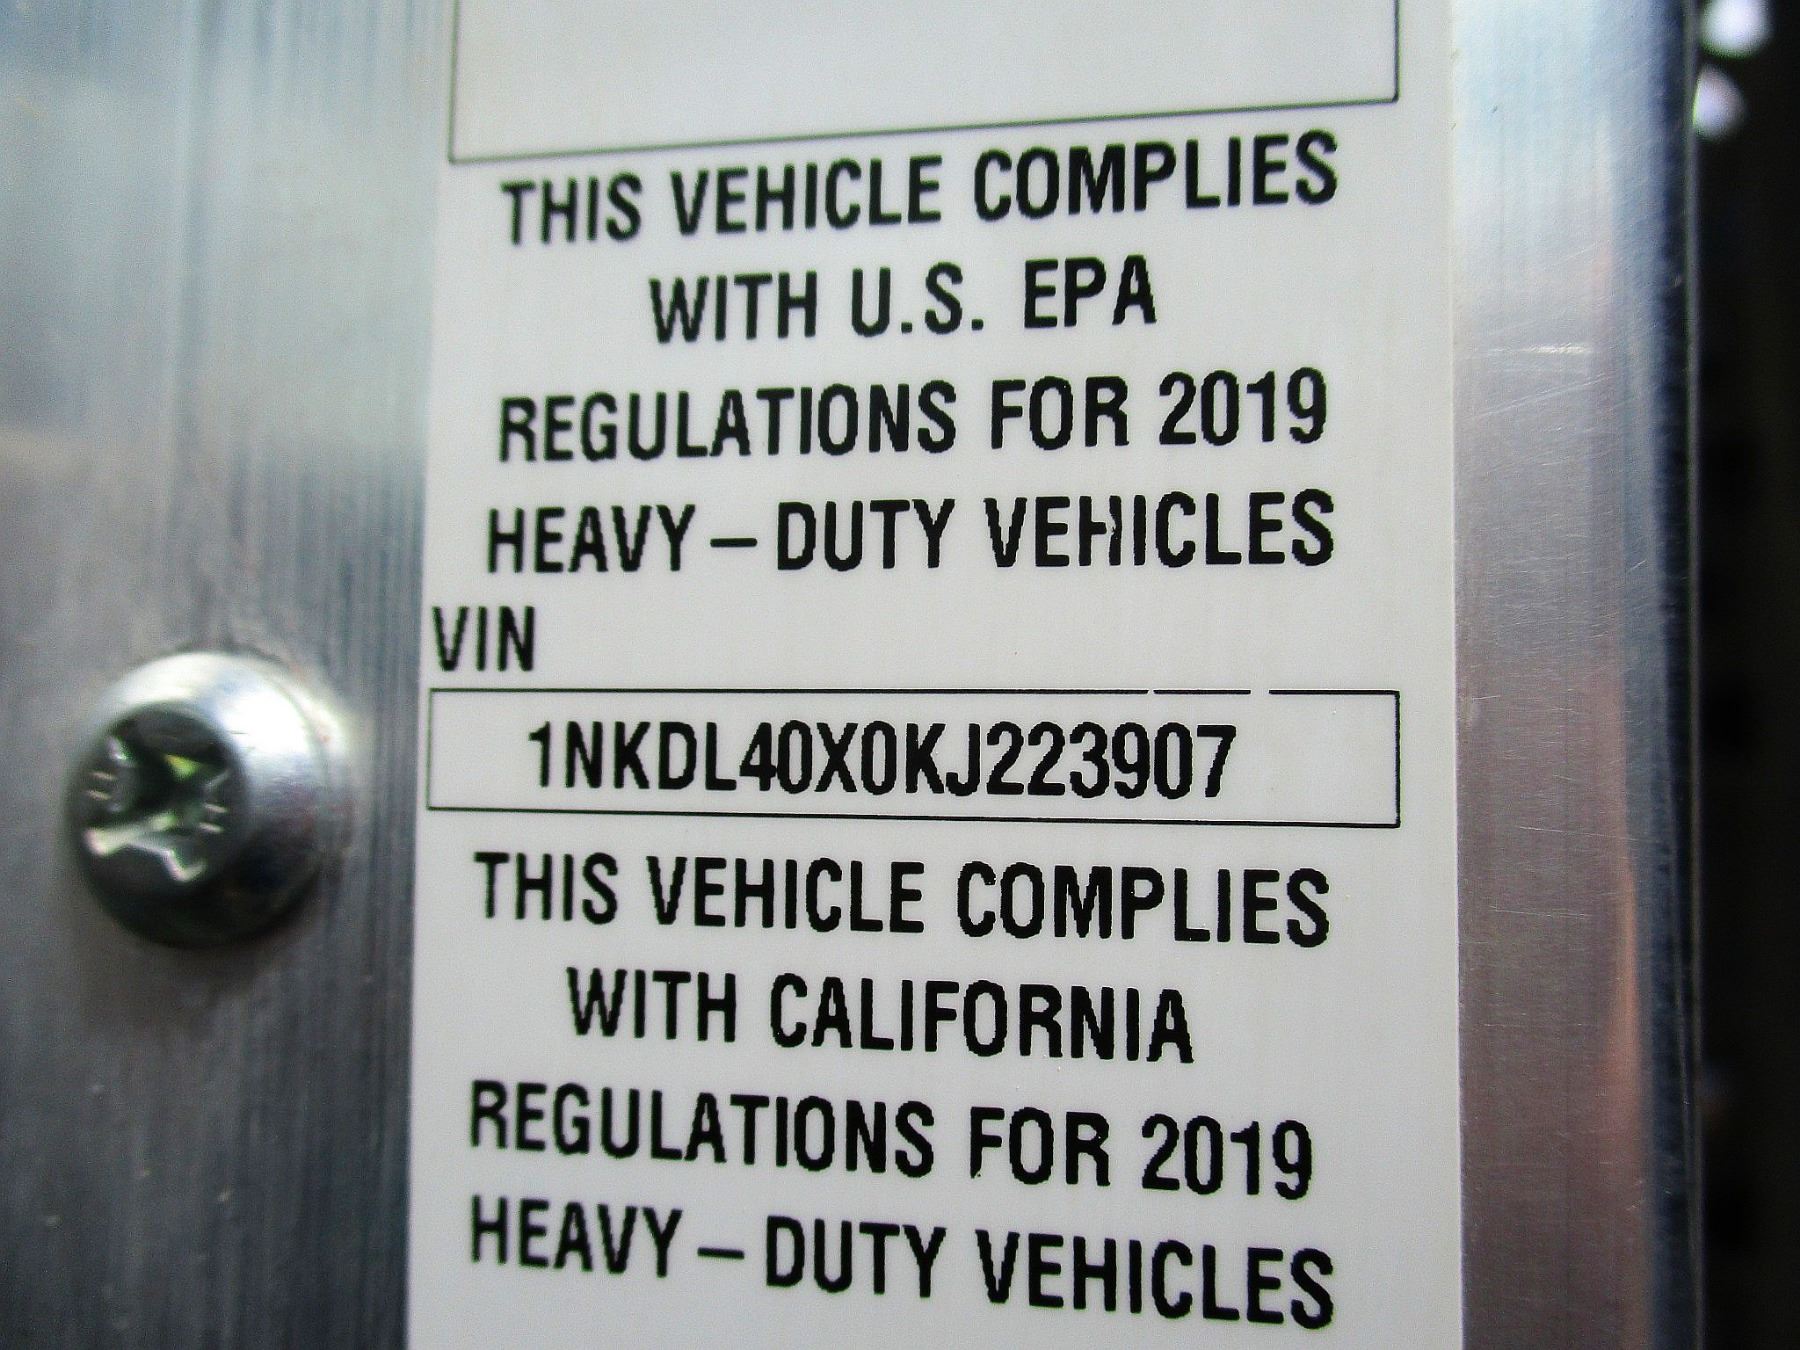 THIS VEHICLE COMPLIES
WITH U.S. EPA
REGULATIONS FOR 2019
HEAVY – DUTY VEHICLES
VIN
1NKDL40X0KJ223907
THIS VEHICLE COMPLIES
WITH CALIFORNIA
REGULATIONS FOR 2019
HEAVY – DUTY VEHICLES